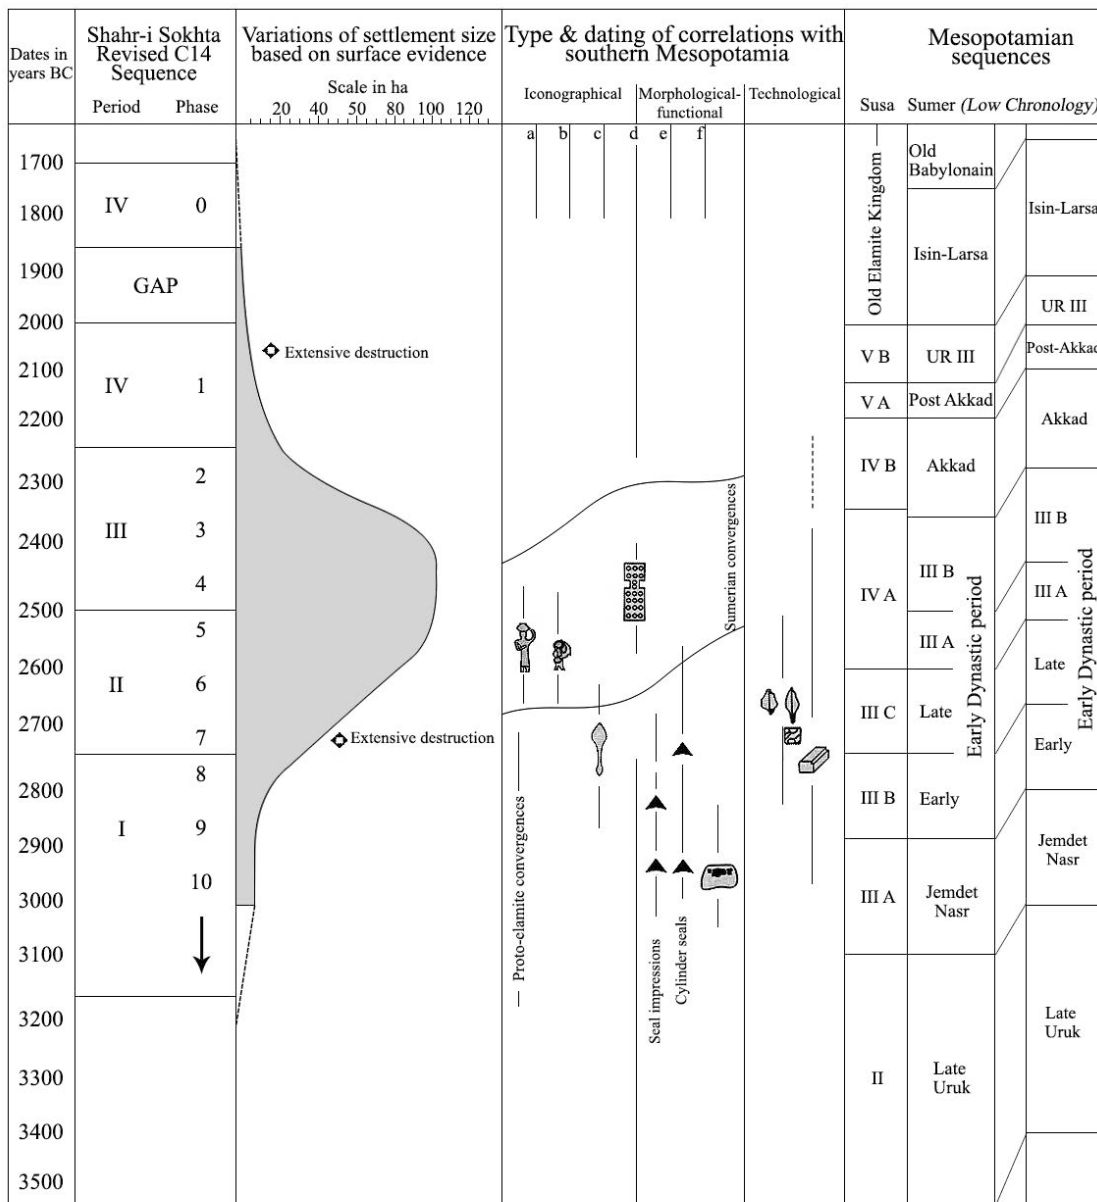 Dates in
years BC
Shahr-i Sokhta
Revised C14
Sequence
Period Phase
Variations of settlement size
based on surface evidence
Scale in ha
20 40 60 80 100 120
Type & dating of correlations with
southern Mesopotamia
Iconographical
Morphological-
functional
Technological
Mesopotamian
sequences
Susa Sumer (Low Chronology)
a b c d e f
1700
1800
1900
2000
2100
2200
2300
2400
2500
2600
2700
2800
2900
3000
3100
3200
3300
3400
3500
IV 0
GAP
IV 1
2
III 3
4
5
II 6
7
8
I 9
10
Extensive destruction
Extensive destruction
Proto-elamite convergences
Seal impressions
Cylinder seals
Sumerian convergences
Old Elamite Kingdom
V B
V A
IV B
IV A
III C
III B
III A
II
Old
Babylonain
Isin-Larsa
UR III
Post Akkad
Akkad
III B
III A
Late
Early
Early Dynastic period
Jemdet
Nasr
Late
Uruk
Isin-Larsa
UR III
Post-Akkad
Akkad
III B
III A
Late
Early
Early Dynastic period
Jemdet
Nasr
Late
Uruk